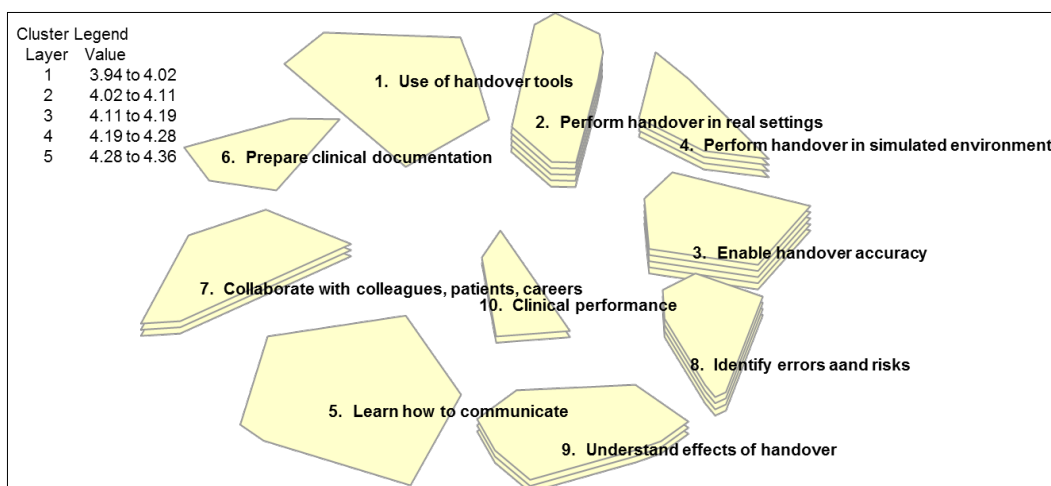 Cluster Legend
Layer Value
1 3.94 to 4.02
2 4.02 to 4.11
3 4.11 to 4.19
4 4.19 to 4.28
5 4.28 to 4.36
1. Use of handover tools
2. Perform handover in real settings
4. Perform handover in simulated environment
6. Prepare clinical documentation
3. Enable handover accuracy
7. Collaborate with colleagues, patients, careers
10. Clinical performance
8. Identify errors aand risks
5. Learn how to communicate
9. Understand effects of handover